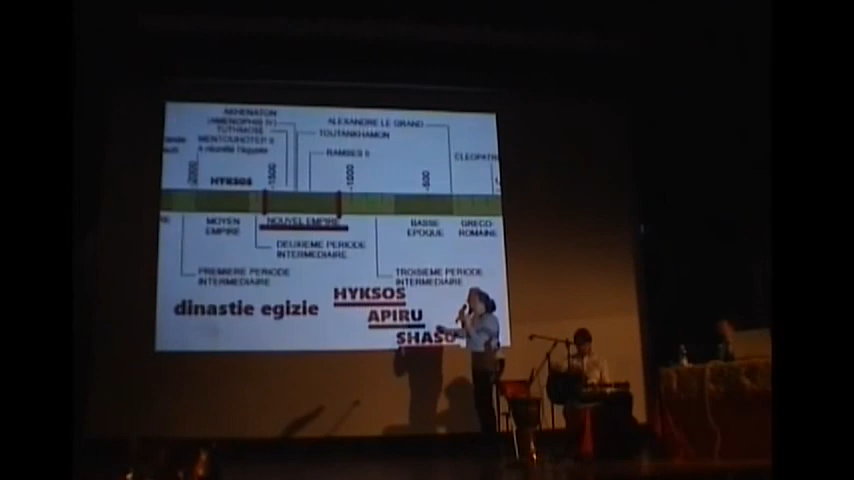 AKHENATON
(AMENOPHIS IV)
TUTHMOSE
ALEXANDRE LE GRAND
TOUTANKHAMON
MENTOUHOTEP II
RAMSES II
CLEOPATR
-2000
HYKSOS
-1500
-1000
-500
MOYEN
EMPIRE
NOUVEL EMPIRE
BASSE
EPOQUE
GRECO
ROMAINE
DEUXIEME PERIODE
INTERMEDIAIRE
PREMIERE PERIODE
INTERMEDIAIRE
TROISIEME PERIODE
INTERMEDIAIRE
dinastie egizie
HYKSOS
APIRU
SHASU